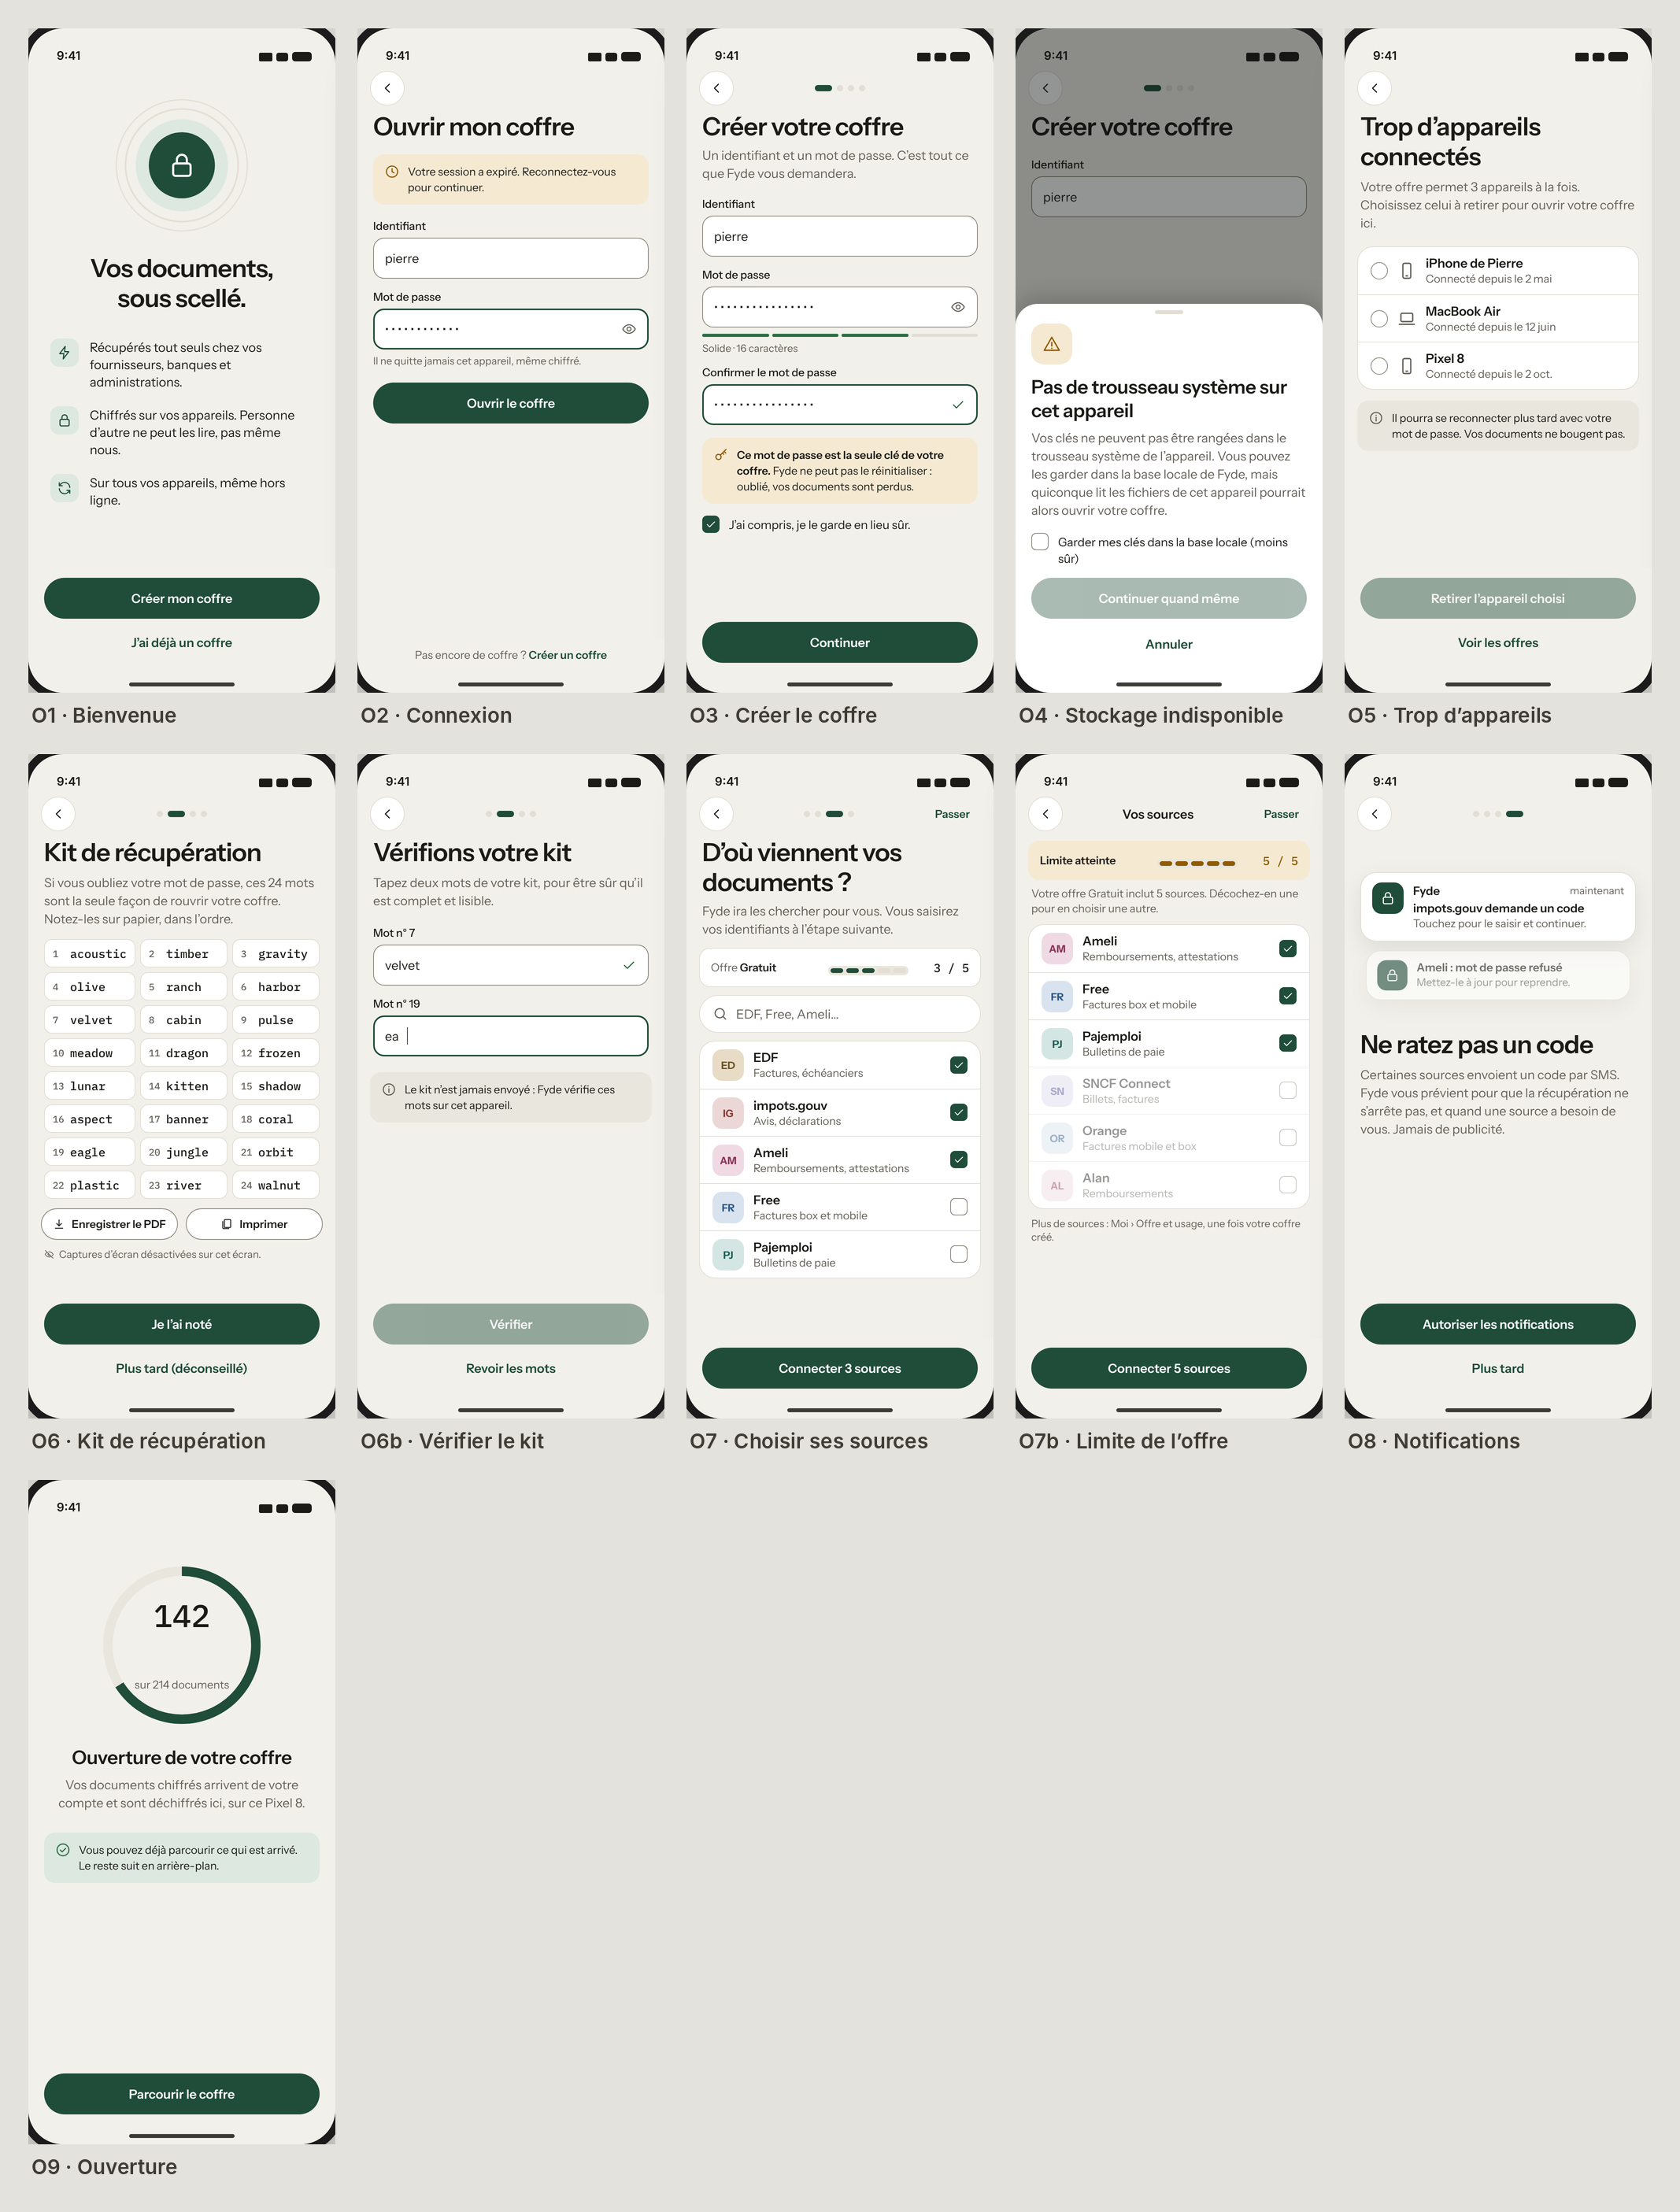 9:41
Vos documents,
sous scellé.
Récupérés tout seuls chez vos
fournisseurs, banques et
administrations.
Chiffrés sur vos appareils. Personne
d'autre ne peut les lire, pas même
nous.
Sur tous vos appareils, même hors
ligne.
Créer mon coffre
J'ai déjà un coffre
O1 · Bienvenue
9:41
Ouvrir mon coffre
Votre session a expiré. Reconnectez-vous
pour continuer.
Identifiant
pierre
Mot de passe
············
Il ne quitte jamais cet appareil, même chiffré.
Ouvrir le coffre
Pas encore de coffre ? Créer un coffre
O2 · Connexion
9:41
Créer votre coffre
Un identifiant et un mot de passe. C'est tout ce
que Fyde vous demandera.
Identifiant
pierre
Mot de passe
················
Solide · 16 caractères
Confirmer le mot de passe
················
Ce mot de passe est la seule clé de votre
coffre. Fyde ne peut pas le réinitialiser :
oublié, vos documents sont perdus.
J'ai compris, je le garde en lieu sûr.
Continuer
O3 · Créer le coffre
9:41
Créer votre coffre
Identifiant
pierre
Pas de trousseau système sur
cet appareil
Vos clés ne peuvent pas être rangées dans le
trousseau système de l'appareil. Vous pouvez
les garder dans la base locale de Fyde, mais
quiconque lit les fichiers de cet appareil pourrait
alors ouvrir votre coffre.
Garder mes clés dans la base locale (moins
sûr)
Continuer quand même
Annuler
O4 · Stockage indisponible
9:41
Trop d'appareils
connectés
Votre offre permet 3 appareils à la fois.
Choisissez celui à retirer pour ouvrir votre coffre
ici.
iPhone de Pierre
Connecté depuis le 2 mai
MacBook Air
Connecté depuis le 12 juin
Pixel 8
Connecté depuis le 2 oct.
Il pourra se reconnecter plus tard avec votre
mot de passe. Vos documents ne bougent pas.
Retirer l'appareil choisi
Voir les offres
O5 · Trop d'appareils
9:41
Kit de récupération
Si vous oubliez votre mot de passe, ces 24 mots
sont la seule façon de rouvrir votre coffre.
Notez-les sur papier, dans l'ordre.
1 acoustic 2 timber 3 gravity
4 olive 5 ranch 6 harbor
7 velvet 8 cabin 9 pulse
10 meadow 11 dragon 12 frozen
13 lunar 14 kitten 15 shadow
16 aspect 17 banner 18 coral
19 eagle 20 jungle 21 orbit
22 plastic 23 river 24 walnut
Enregistrer le PDF Imprimer
Captures d'écran désactivées sur cet écran.
Je l'ai noté
Plus tard (déconseillé)
O6 · Kit de récupération
9:41
Vérifions votre kit
Tapez deux mots de votre kit, pour être sûr qu'il
est complet et lisible.
Mot n° 7
velvet
Mot n° 19
ea
Le kit n'est jamais envoyé : Fyde vérifie ces
mots sur cet appareil.
Vérifier
Revoir les mots
O6b · Vérifier le kit
9:41
Passer
D'où viennent vos
documents ?
Fyde ira les chercher pour vous. Vous saisirez
vos identifiants à l'étape suivante.
Offre Gratuit 3 / 5
EDF, Free, Ameli...
ED EDF
Factures, échéanciers
IG impots.gouv
Avis, déclarations
AM Ameli
Remboursements, attestations
FR Free
Factures box et mobile
PJ Pajemploi
Bulletins de paie
Connecter 3 sources
O7 · Choisir ses sources
9:41
Vos sources Passer
Limite atteinte 5 / 5
Votre offre Gratuit inclut 5 sources. Décochez-en une
pour en choisir une autre.
AM Ameli
Remboursements, attestations
FR Free
Factures box et mobile
PJ Pajemploi
Bulletins de paie
SN SNCF Connect
Billets, factures
OR Orange
Factures mobile et box
AL Alan
Remboursements
Plus de sources : Moi › Offre et usage, une fois votre coffre
créé.
Connecter 5 sources
O7b · Limite de l'offre
9:41
Fyde maintenant
impots.gouv demande un code
Touchez pour le saisir et continuer.
Ameli : mot de passe refusé
Mettez-le à jour pour reprendre.
Ne ratez pas un code
Certaines sources envoient un code par SMS.
Fyde vous prévient pour que la récupération ne
s'arrête pas, et quand une source a besoin de
vous. Jamais de publicité.
Autoriser les notifications
Plus tard
O8 · Notifications
9:41
142
sur 214 documents
Ouverture de votre coffre
Vos documents chiffrés arrivent de votre
compte et sont déchiffrés ici, sur ce Pixel 8.
Vous pouvez déjà parcourir ce qui est arrivé.
Le reste suit en arrière-plan.
Parcourir le coffre
O9 · Ouverture